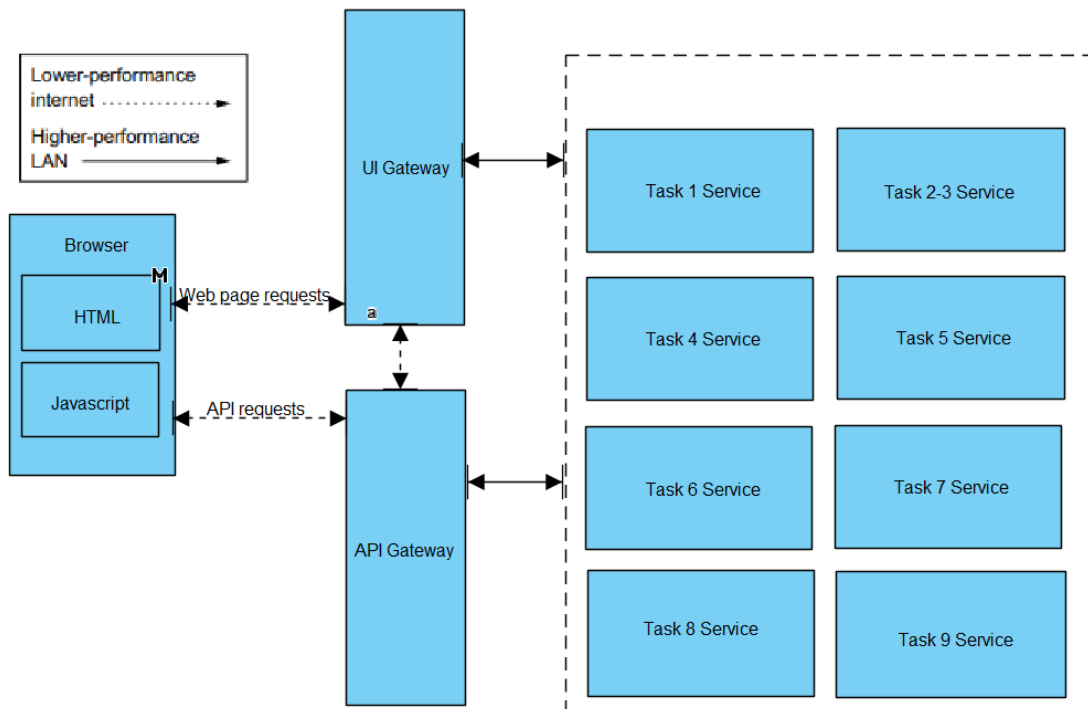 Lower-performance
internet
Higher-performance
LAN
UI Gateway
Task 1 Service
Task 2-3 Service
Browser
M
Web page requests
HTML
a
Task 4 Service
Task 5 Service
Javascript
API requests
Task 6 Service
Task 7 Service
API Gateway
Task 8 Service
Task 9 Service